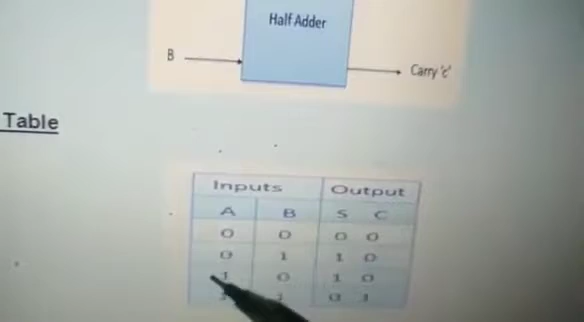 Half Adder
B
Carry 'c'
Table
Inputs Output
A B S C
0 0 0 0
0 1 1 0
1 0 1 0
1 0 1